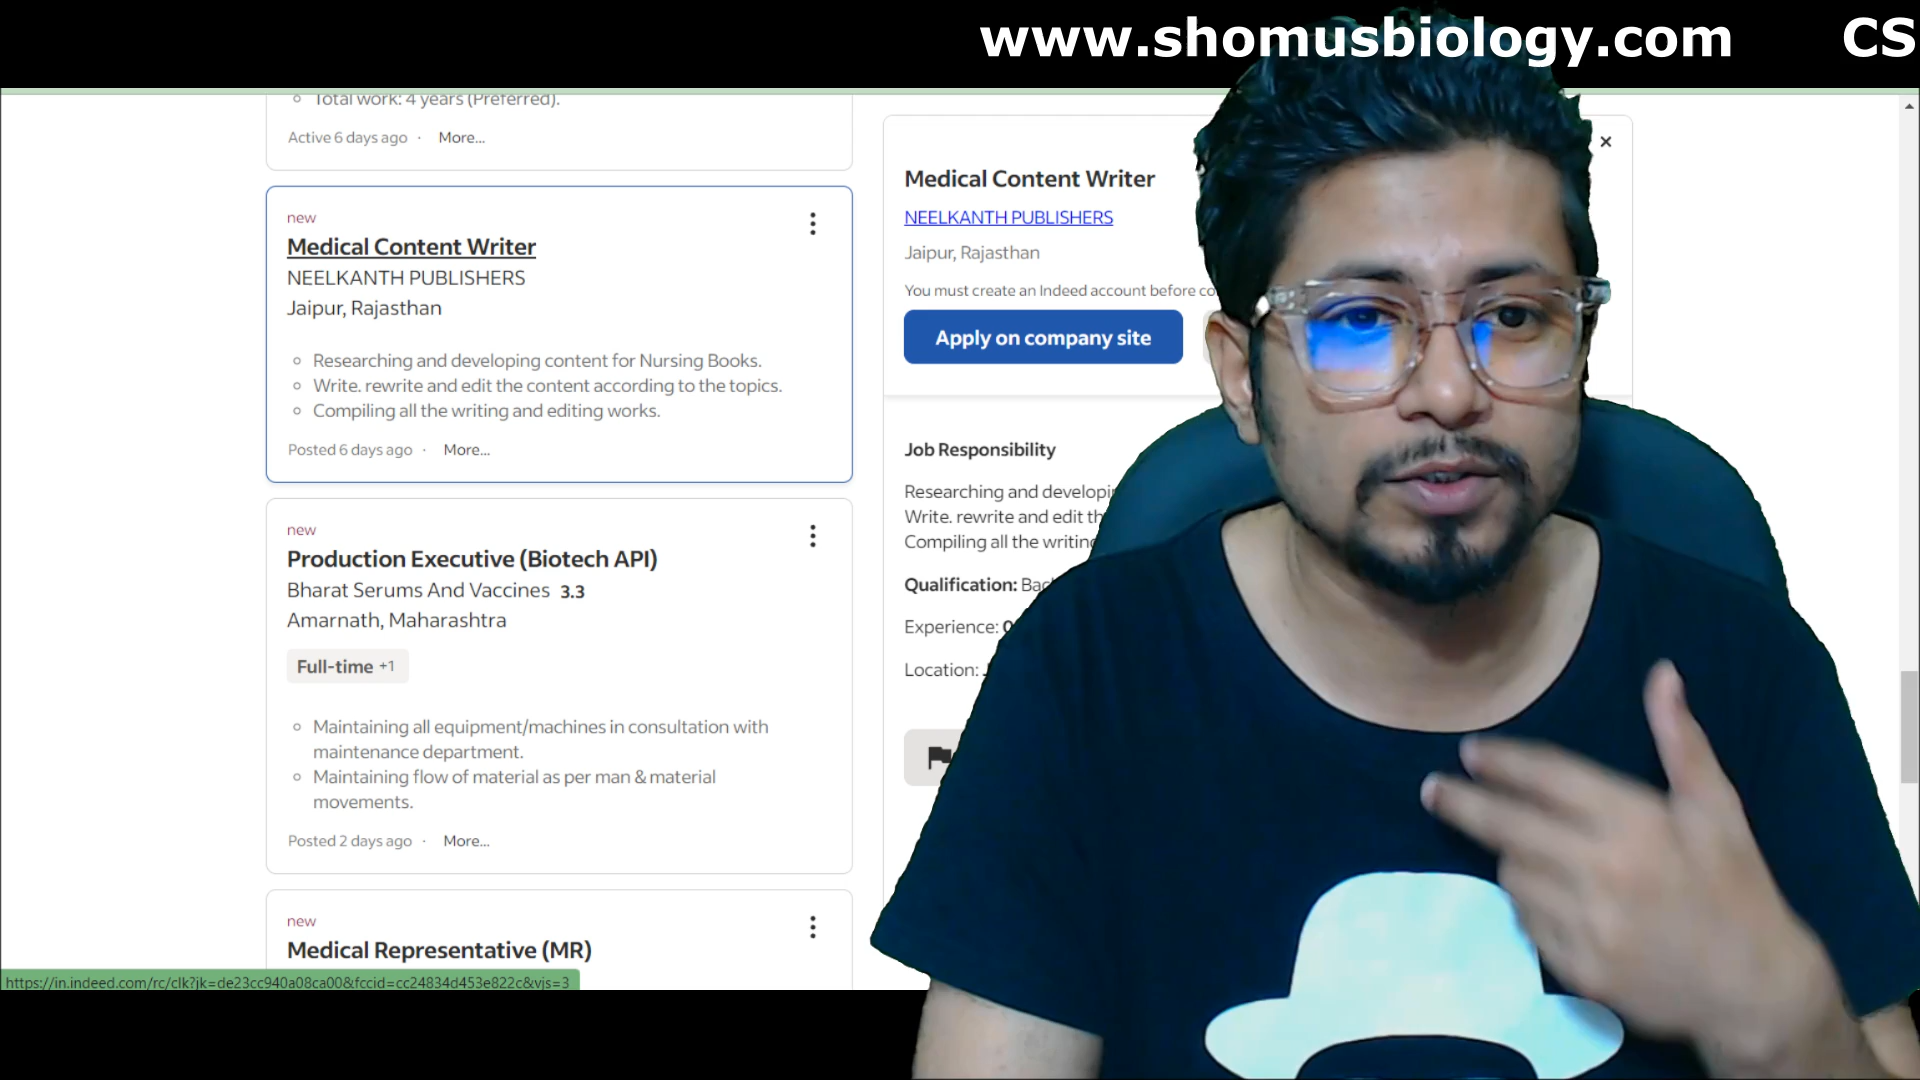 www.shomusbiology.com CS
Total work: 4 years (Preferred).
Active 6 days ago · More...
new
Medical Content Writer
NEELKANTH PUBLISHERS
Jaipur, Rajasthan
Researching and developing content for Nursing Books.
Write. rewrite and edit the content according to the topics.
Compiling all the writing and editing works.
Posted 6 days ago · More...
new
Production Executive (Biotech API)
Bharat Serums And Vaccines 3.3
Amarnath, Maharashtra
Full-time +1
Maintaining all equipment/machines in consultation with
maintenance department.
Maintaining flow of material as per man & material
movements.
Posted 2 days ago · More...
new
Medical Representative (MR)
https://in.indeed.com/rc/clk?jk=de23cc940a08ca00&fccid=cc24834d453e822c&vjs=3
Medical Content Writer
NEELKANTH PUBLISHERS
Jaipur, Rajasthan
You must create an Indeed account before co
Apply on company site
Job Responsibility
Researching and developi
Write. rewrite and edit th
Compiling all the writing
Qualification: Bac
Experience: 0
Location: